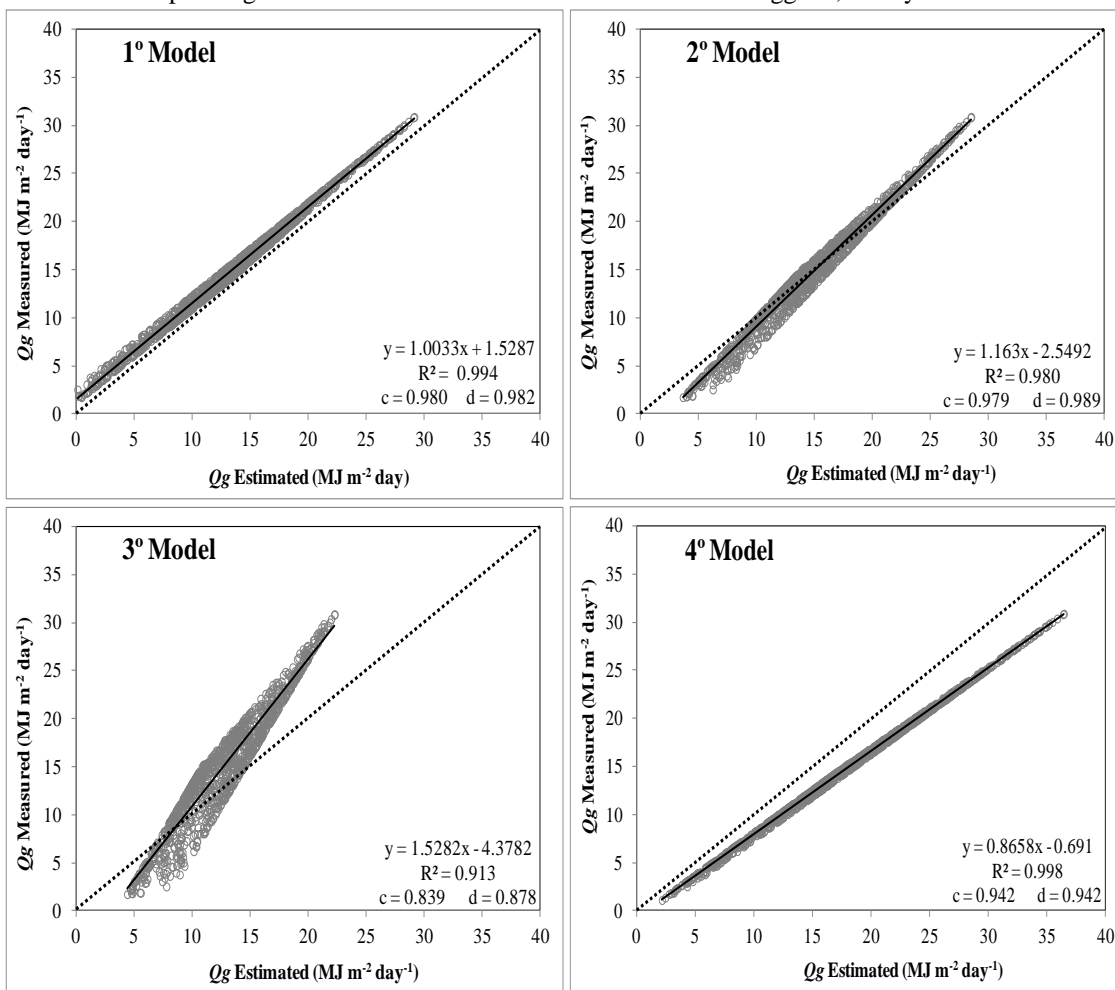 1º Model
Qg Measured (MJ m-2 day-1)
40
35
30
25
20
15
10
5
0
y = 1.0033x + 1.5287
R² = 0.994
c = 0.980 d = 0.982
0 5 10 15 20 25 30 35 40
Qg Estimated (MJ m-2 day)
2º Model
Qg Measured (MJ m-2 day-1)
40
35
30
25
20
15
10
5
0
y = 1.163x - 2.5492
R² = 0.980
c = 0.979 d = 0.989
0 5 10 15 20 25 30 35 40
Qg Estimated (MJ m-2 day-1)
3º Model
Qg Measured (MJ m-2 day-1)
40
35
30
25
20
15
10
5
0
y = 1.5282x - 4.3782
R² = 0.913
c = 0.839 d = 0.878
0 5 10 15 20 25 30 35 40
Qg Estimated (MJ m-2 day-1)
4º Model
Qg Measured (MJ m-2 day-1)
40
35
30
25
20
15
10
5
0
y = 0.8658x - 0.691
R² = 0.998
c = 0.942 d = 0.942
0 5 10 15 20 25 30 35 40
Qg Estimated (MJ m-2 day-1)